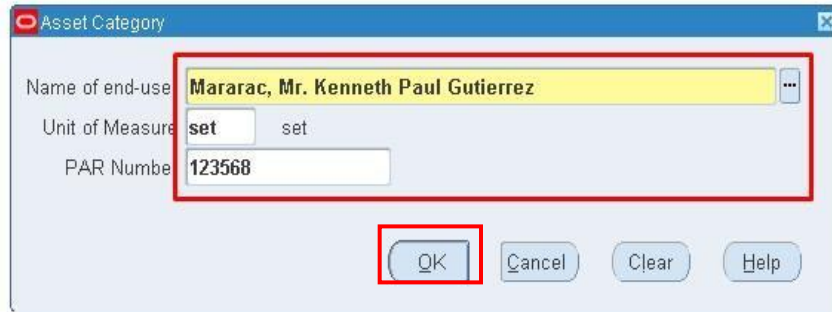 Asset Category
Name of end-use Mararac, Mr. Kenneth Paul Gutierrez ...
Unit of Measure set set
PAR Numbe 123568
OK Cancel Clear Help